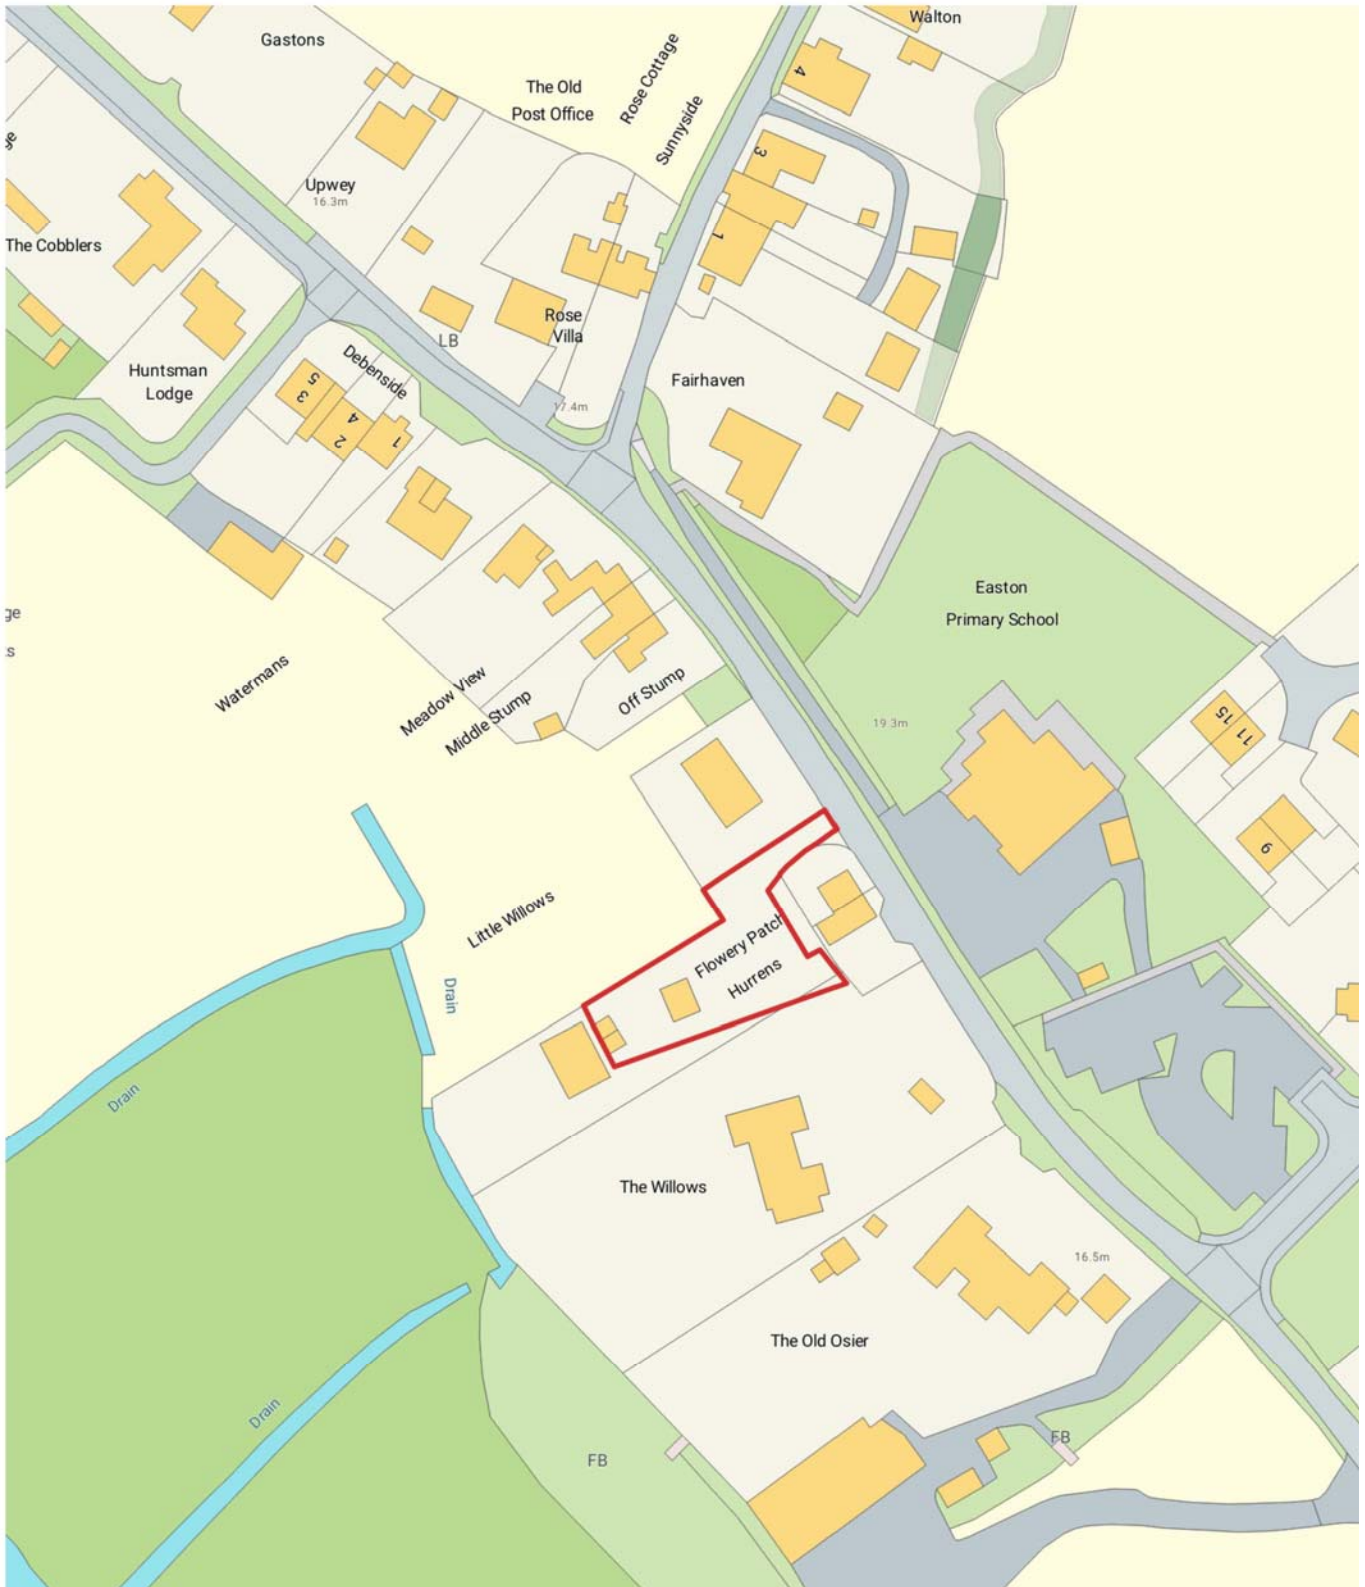 Walton
Gastons
Rose Cottage
The Old
Post Office
Sunnyside
4
3
Upwey
16.3m
1
The Cobblers
Rose
Villa
LB
Debenside
Huntsman
Lodge
Fairhaven
17.4m
5
3
4
2
1
Easton
Primary School
ge
Watermans
Meadow View
Middle Stump
Off Stump
19.3m
15
11
9
Little Willows
Flowery Patch
Hurrens
Drain
Drain
The Willows
16.5m
The Old Osier
Drain
FB
FB